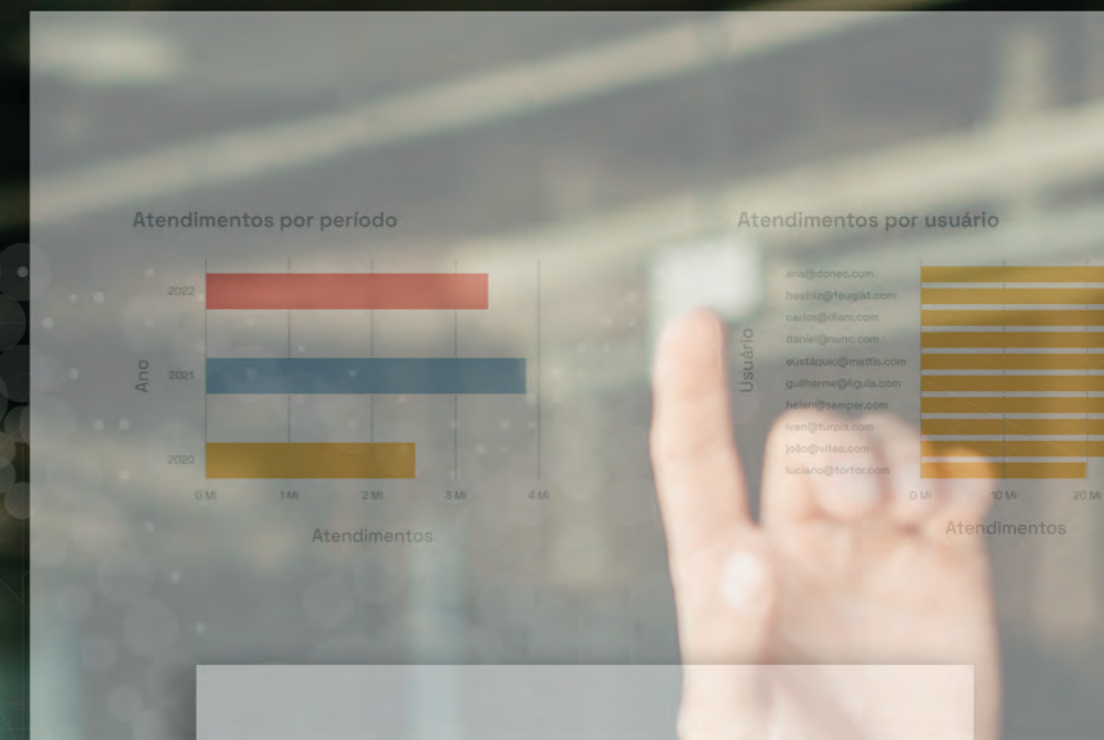 Atendimentos por período
2022
2021
2020
Ano
0 Mi 1 Mi 2 Mi 3 Mi 4 Mi
Atendimentos
Atendimentos por usuário
ana@donec.com
beatriz@feugiat.com
carlos@diam.com
daniel@nunc.com
eustáquio@mattis.com
guilherme@ligula.com
helen@semper.com
ivan@turpis.com
joão@vitae.com
luciano@tortor.com
Usuário
0 Mi 10 Mi 20 Mi
Atendimentos